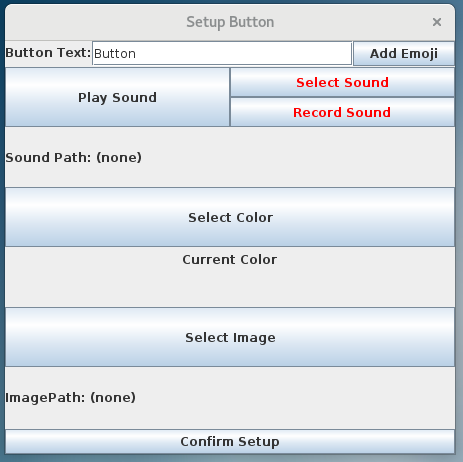 Setup Button
Button Text: Button Add Emoji
Play Sound
Select Sound
Record Sound
Sound Path: (none)
Select Color
Current Color
Select Image
ImagePath: (none)
Confirm Setup